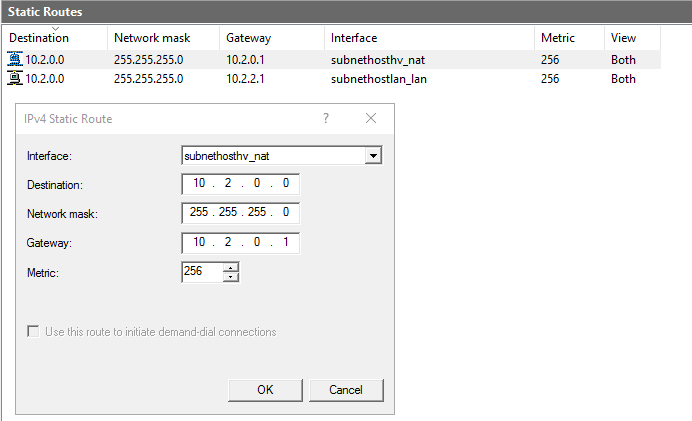 Static Routes
Destination Network mask Gateway Interface Metric View
10.2.0.0 255.255.255.0 10.2.0.1 subnethosthv_nat 256 Both
10.2.0.0 255.255.255.0 10.2.2.1 subnethostlan_lan 256 Both
IPv4 Static Route ?
Interface: subnethosthv_nat
Destination: 10 . 2 . 0 . 0
Network mask: 255 . 255 . 255 . 0
Gateway: 10 . 2 . 0 . 1
Metric: 256
Use this route to initiate demand-dial connections
OK Cancel